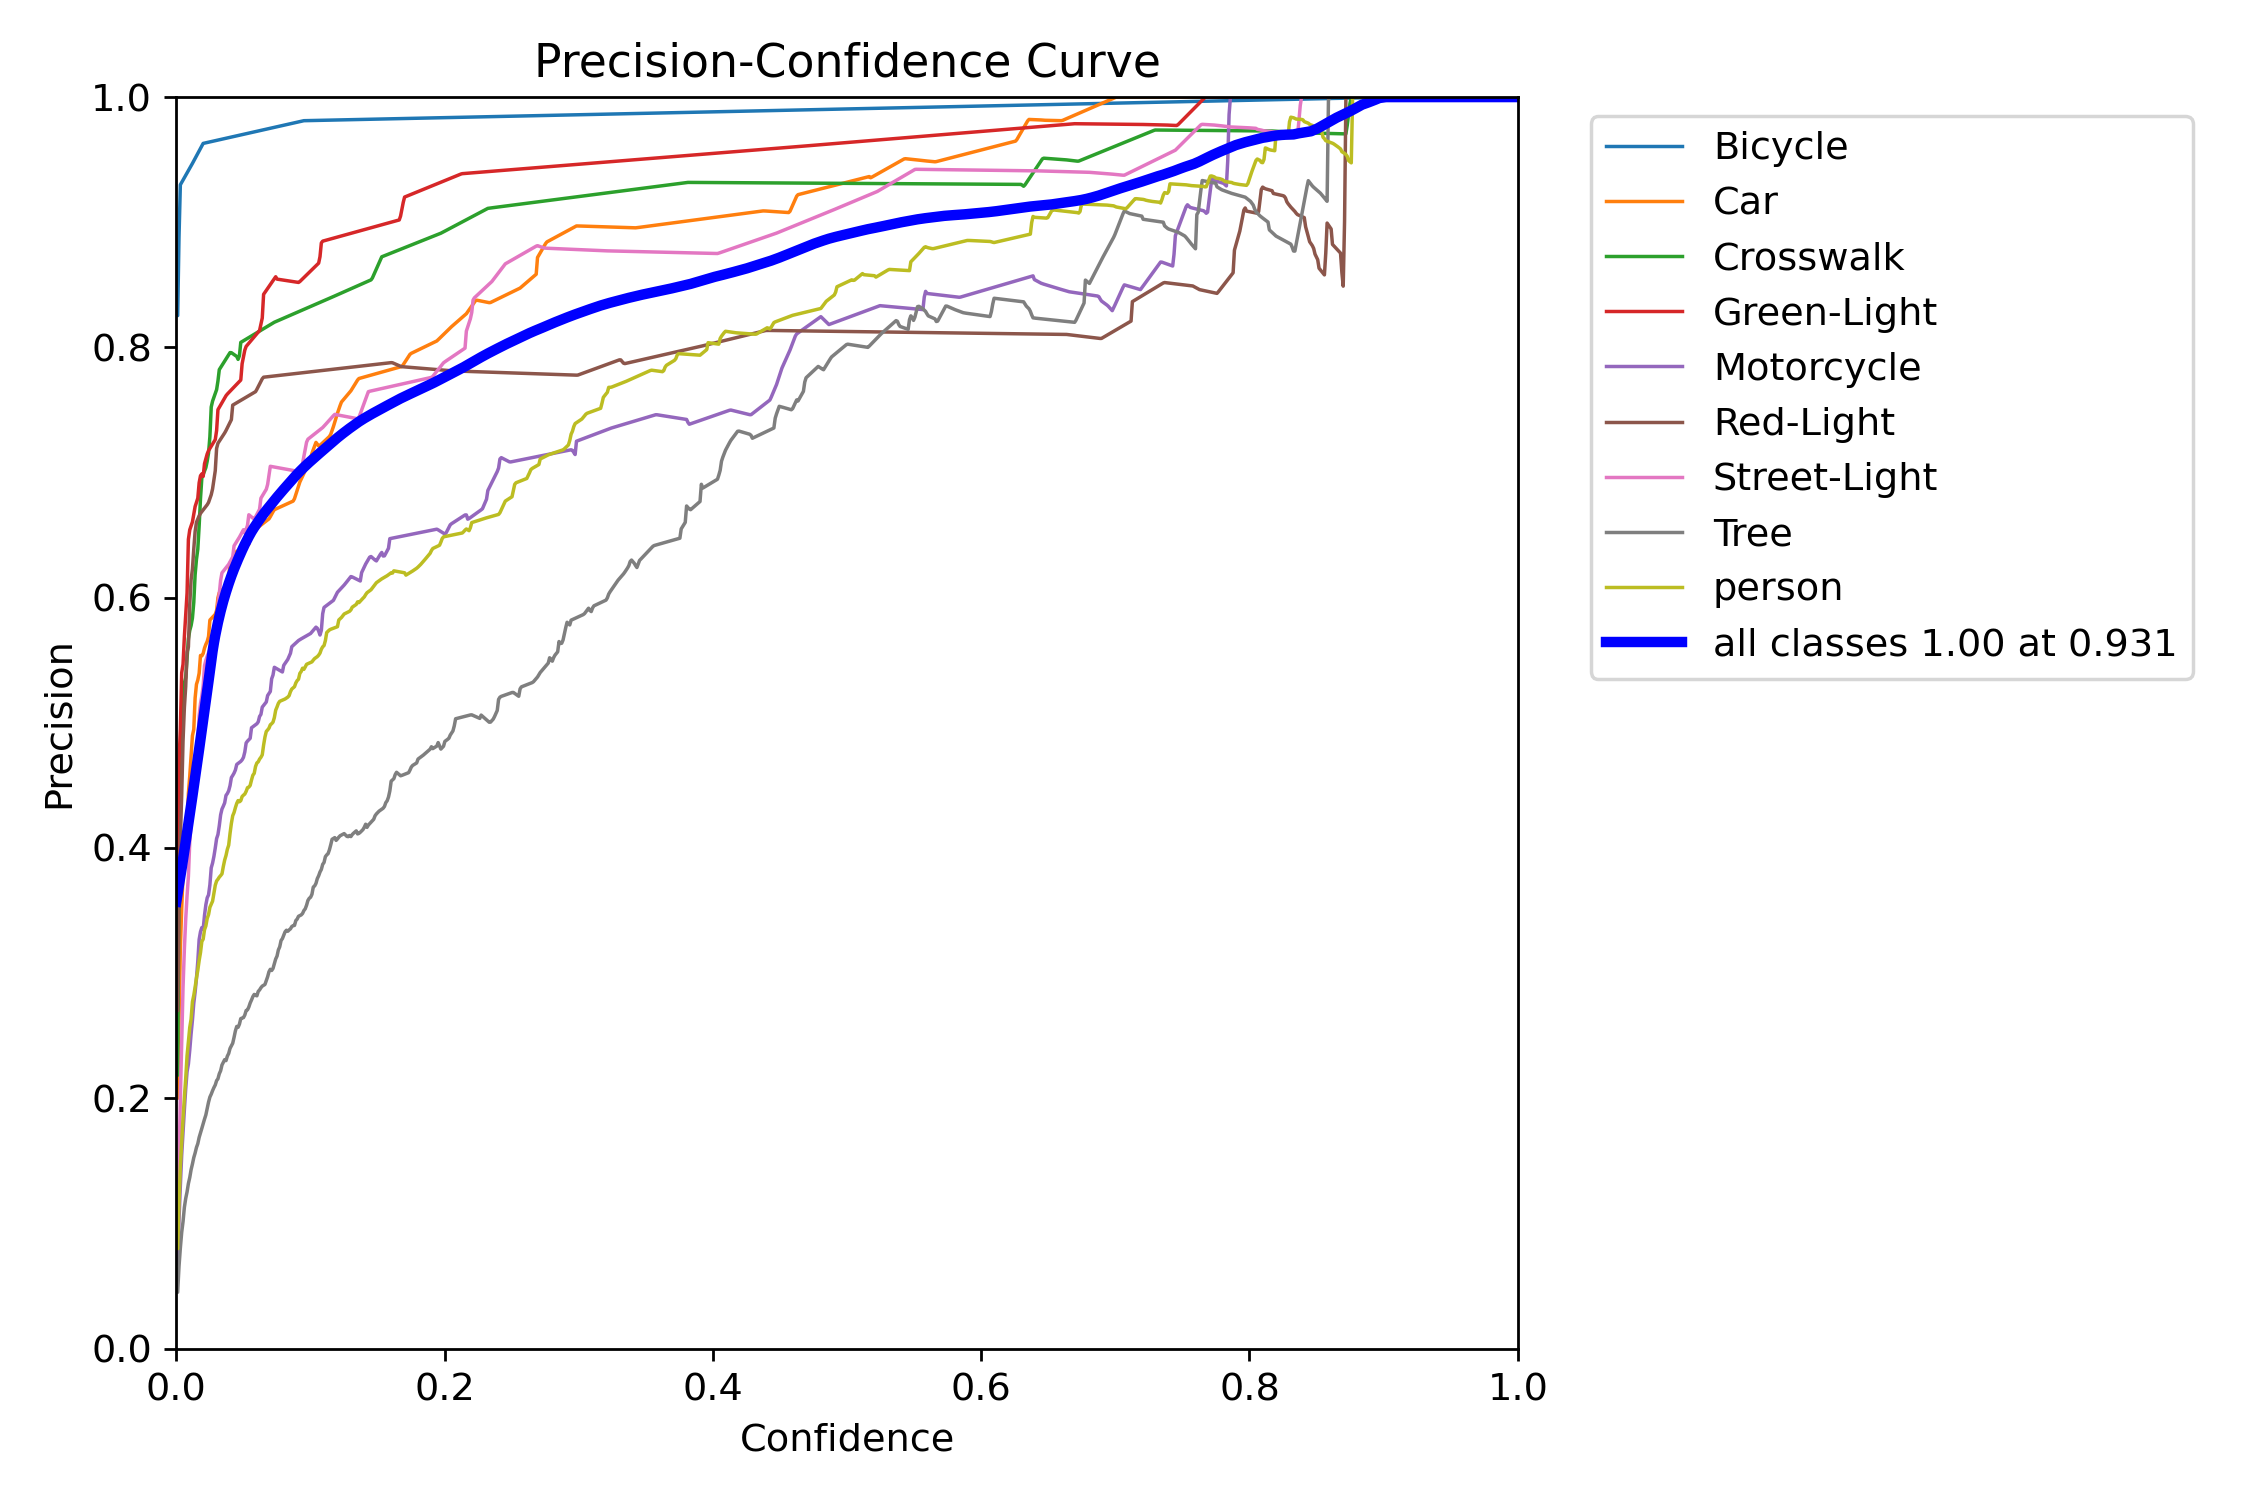 Precision-Confidence Curve
1.0
0.8
0.6
0.4
0.2
0.0
Precision
0.0 0.2 0.4 0.6 0.8 1.0
Confidence
Bicycle
Car
Crosswalk
Green-Light
Motorcycle
Red-Light
Street-Light
Tree
person
all classes 1.00 at 0.931